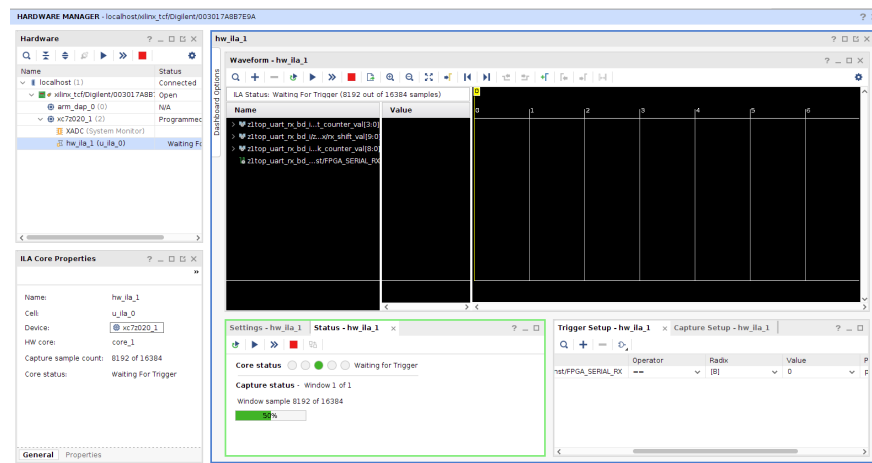 HARDWARE MANAGER - localhost/xilinx_tcf/Digilent/003017A8B7E9A
Hardware
Name Status
localhost (1) Connected
xilinx_tcf/Digilent/003017A8B7 Open
arm_dap_0 (0) N/A
xc7z020_1 (2) Programmed
XADC (System Monitor)
hw_ila_1 (u_ila_0) Waiting Fo
ILA Core Properties
Name: hw_ila_1
Cell: u_ila_0
Device: xc7z020_1
HW core: core_1
Capture sample count: 8192 of 16384
Core status: Waiting For Trigger
General Properties
hw_ila_1
Dashboard Options
Waveform - hw_ila_1
ILA Status: Waiting For Trigger (8192 out of 16384 samples)
Name Value
0
0 1 2 3 4 5 6
z1top_uart_rx_bd_i...t_counter_val[3:0]
z1top_uart_rx_bd_i/z...x/rx_shift_val[9:0]
z1top_uart_rx_bd_i...k_counter_val[8:0]
z1top_uart_rx_bd_...st/FPGA_SERIAL_RX
Settings - hw_ila_1 Status - hw_ila_1
Core status Waiting for Trigger
Capture status - Window 1 of 1
Window sample 8192 of 16384
50%
Trigger Setup - hw_ila_1 Capture Setup - hw_ila_1
Operator Radix Value P
nst/FPGA_SERIAL_RX == [B] 0